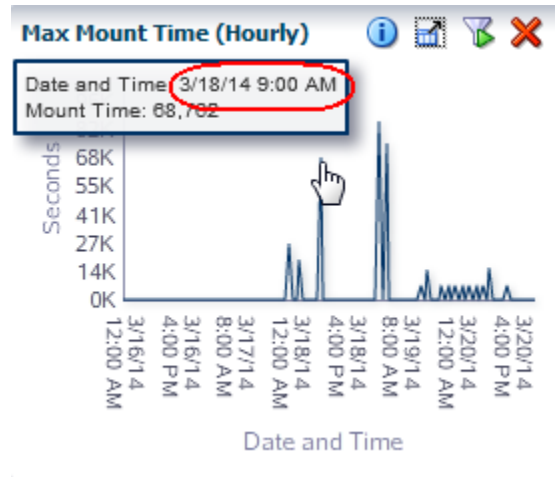 Max Mount Time (Hourly)
Date and Time: 3/18/14 9:00 AM
Mount Time:
Seconds
68K
55K
41K
27K
14K
0K
3/16/14
12:00 AM
3/16/14
4:00 PM
3/17/14
8:00 AM
3/18/14
12:00 AM
3/18/14
4:00 PM
3/19/14
8:00 AM
3/20/14
12:00 AM
3/20/14
4:00 PM
Date and Time